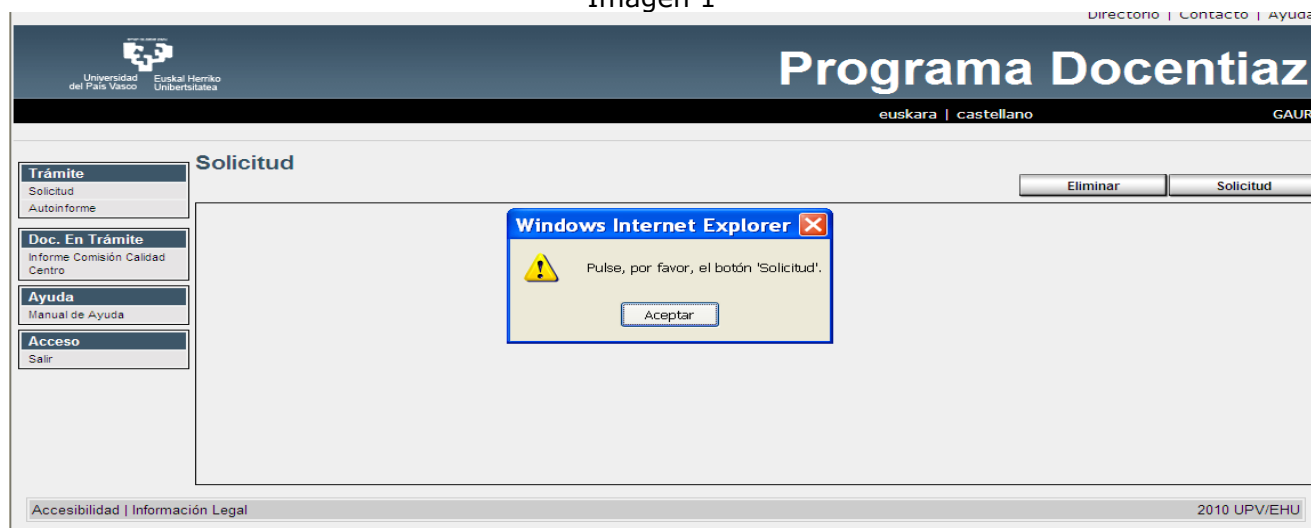 Imagen 1
Directorio | Contacto | Ayuda
Universidad del País Vasco
Euskal Herriko Unibertsitatea
Programa Docentiaz
euskara | castellano
GAUR
Solicitud
Eliminar
Solicitud
Trámite
Solicitud
Autoinforme
Doc. En Trámite
Informe Comisión Calidad
Centro
Ayuda
Manual de Ayuda
Acceso
Salir
Windows Internet Explorer
Pulse, por favor, el botón 'Solicitud'.
Aceptar
Accesibilidad | Información Legal
2010 UPV/EHU